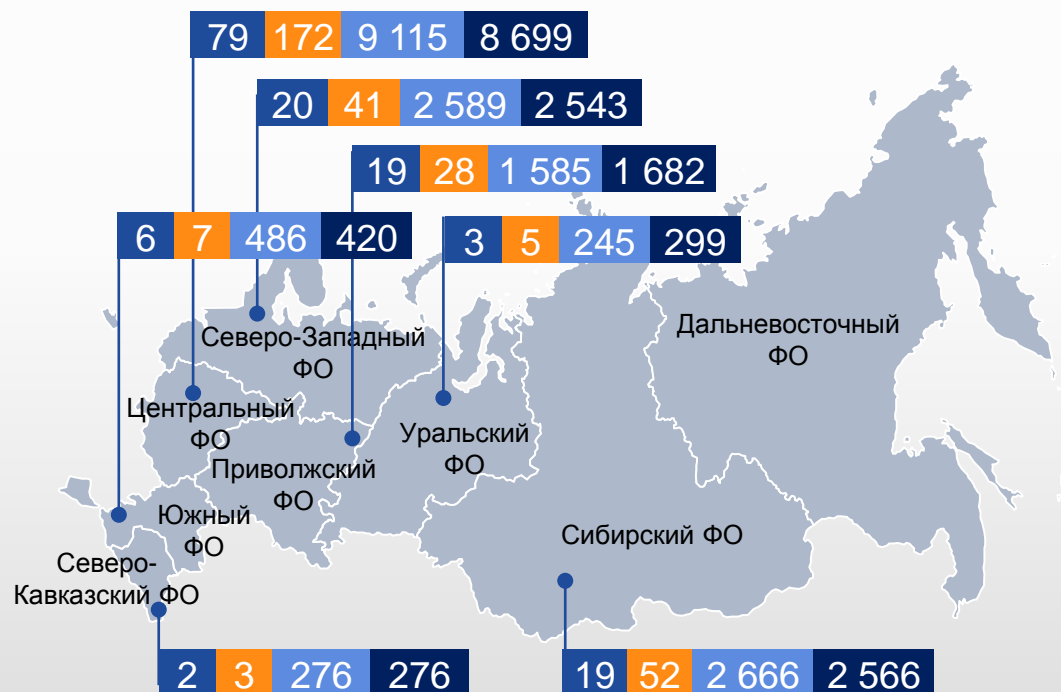 79 172 9 115 8 699
20 41 2 589 2 543
19 28 1 585 1 682
6 7 486 420
3 5 245 299
Северо-Западный
ФО
Дальневосточный
ФО
Центральный
ФО
Уральский
ФО
Приволжский
ФО
Южный
ФО
Сибирский ФО
Северо-
Кавказский ФО
2 3 276 276
19 52 2 666 2 566